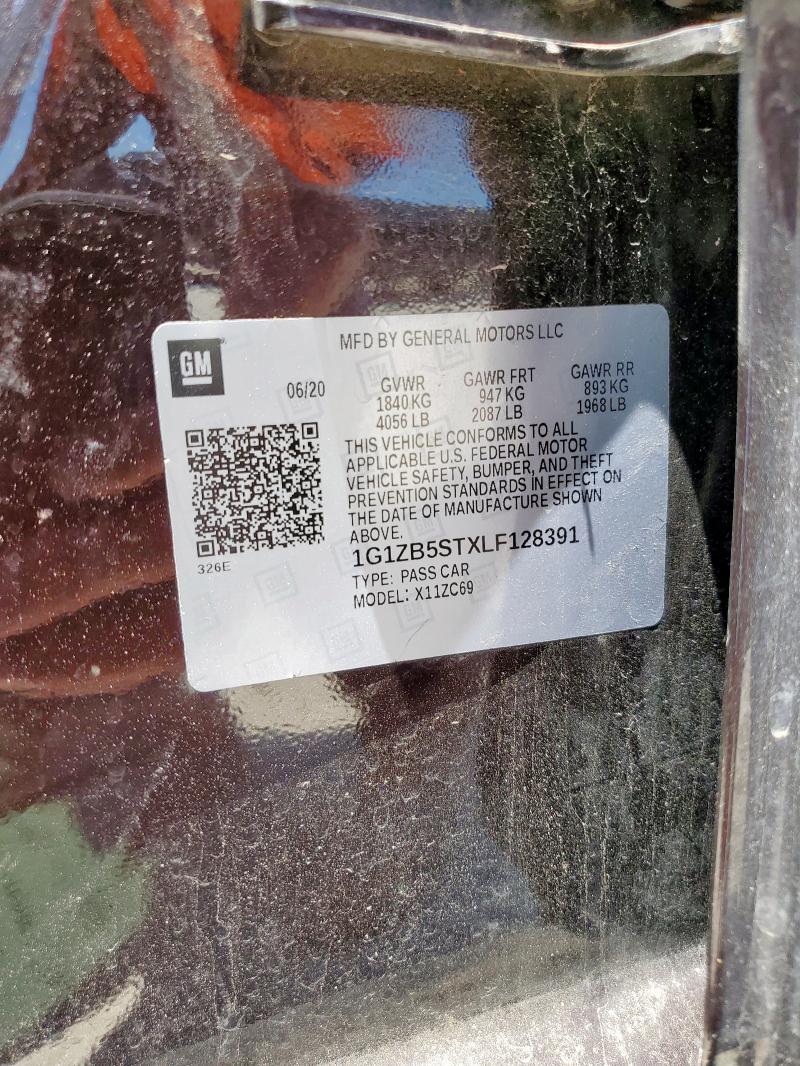 GM
MFD BY GENERAL MOTORS LLC
06/20
GVWR GAWR FRT GAWR RR
1840 KG 947 KG 893 KG
4056 LB 2087 LB 1968 LB
THIS VEHICLE CONFORMS TO ALL
APPLICABLE U.S. FEDERAL MOTOR
VEHICLE SAFETY, BUMPER, AND THEFT
PREVENTION STANDARDS IN EFFECT ON
THE DATE OF MANUFACTURE SHOWN
ABOVE.
326E
1G1ZB5STXLF128391
TYPE: PASS CAR
MODEL: X11ZC69